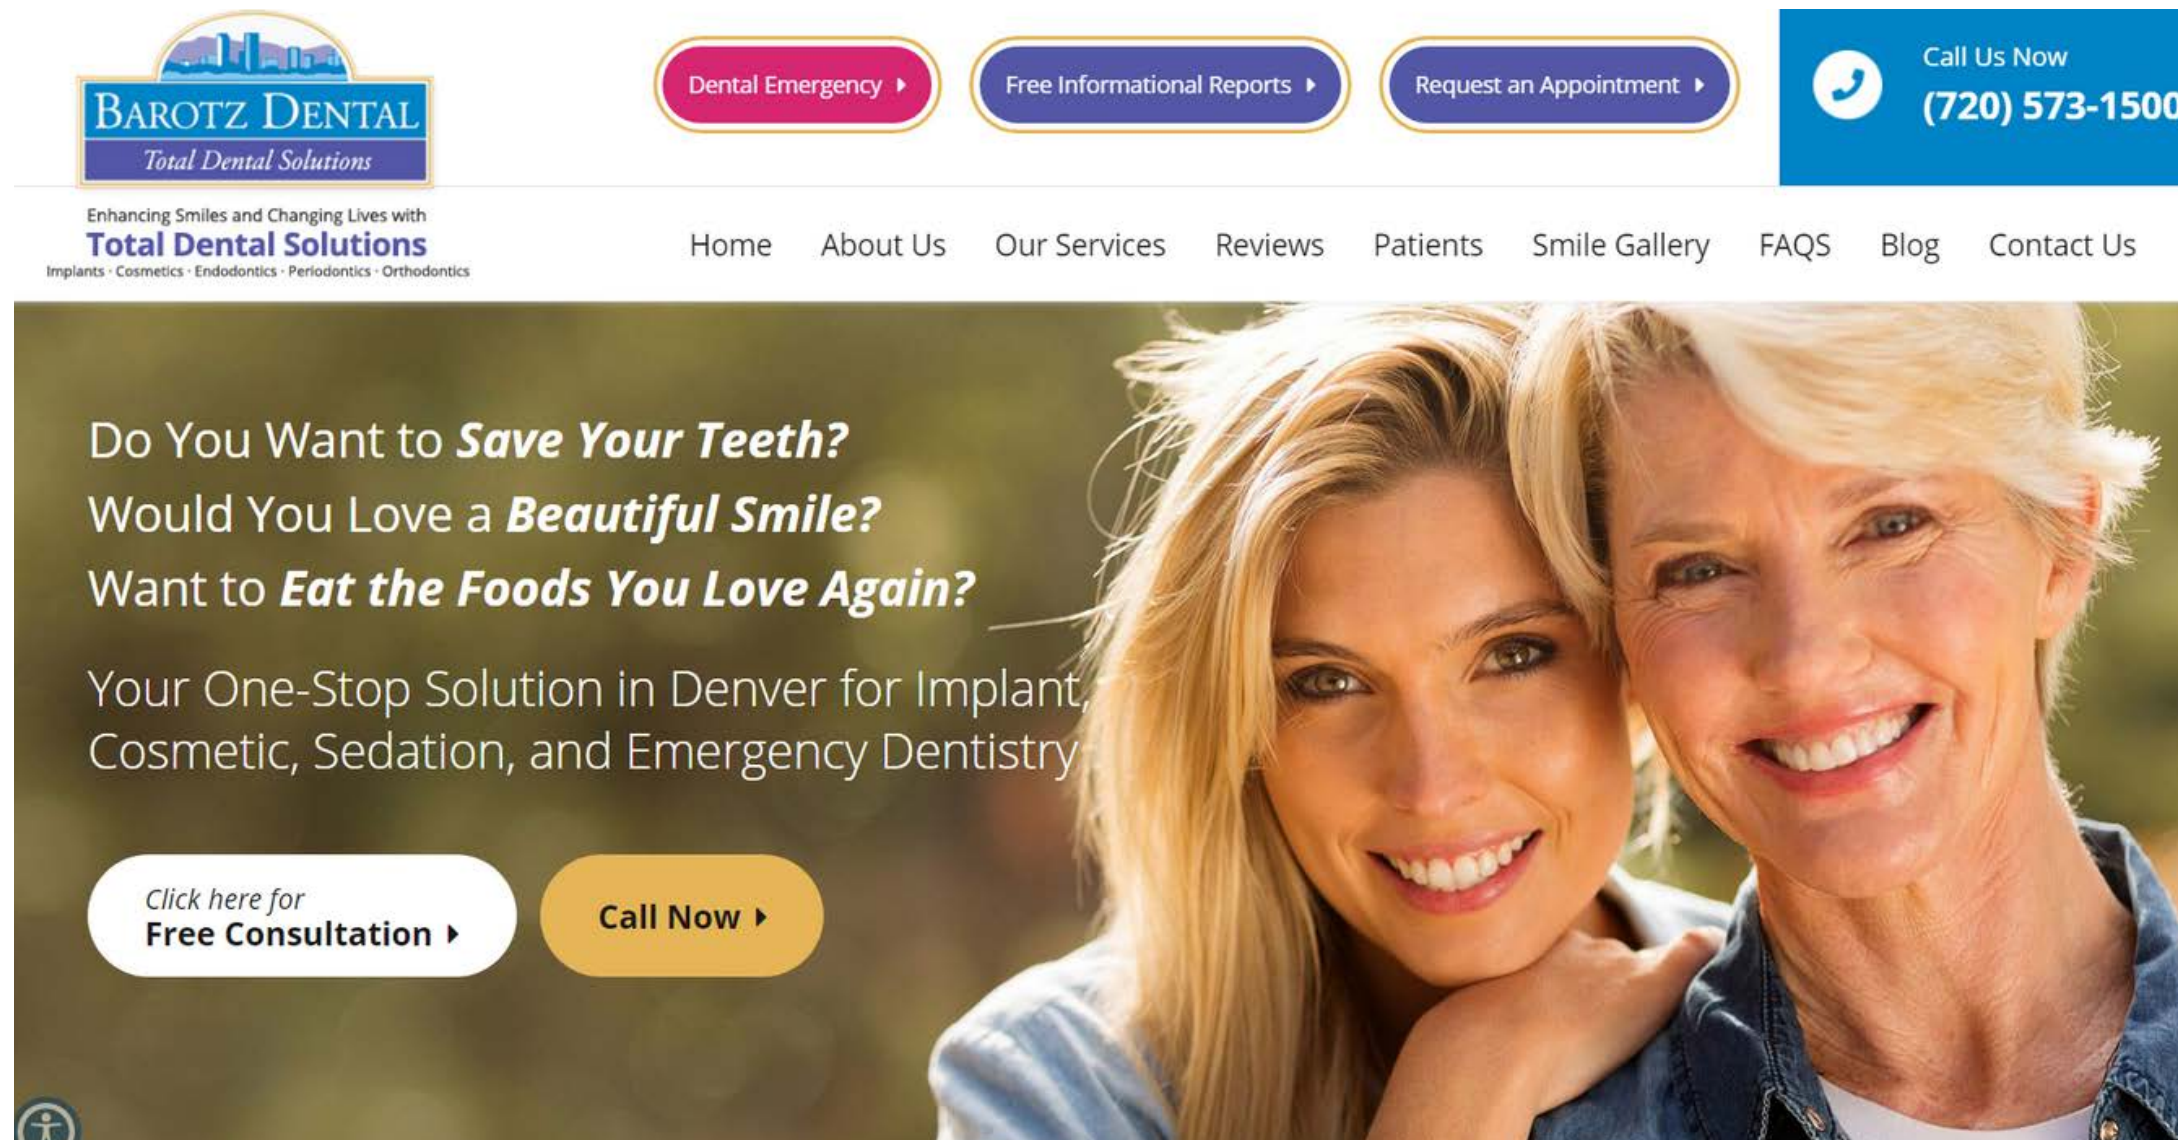 BAROTZ DENTAL
Total Dental Solutions
Enhancing Smiles and Changing Lives with
Total Dental Solutions
Implants · Cosmetics · Endodontics · Periodontics · Orthodontics
Dental Emergency
Free Informational Reports
Request an Appointment
Call Us Now
(720) 573-1500
Home About Us Our Services Reviews Patients Smile Gallery FAQS Blog Contact Us
Do You Want to Save Your Teeth?
Would You Love a Beautiful Smile?
Want to Eat the Foods You Love Again?
Your One-Stop Solution in Denver for Implant,
Cosmetic, Sedation, and Emergency Dentistry
Click here for
Free Consultation
Call Now